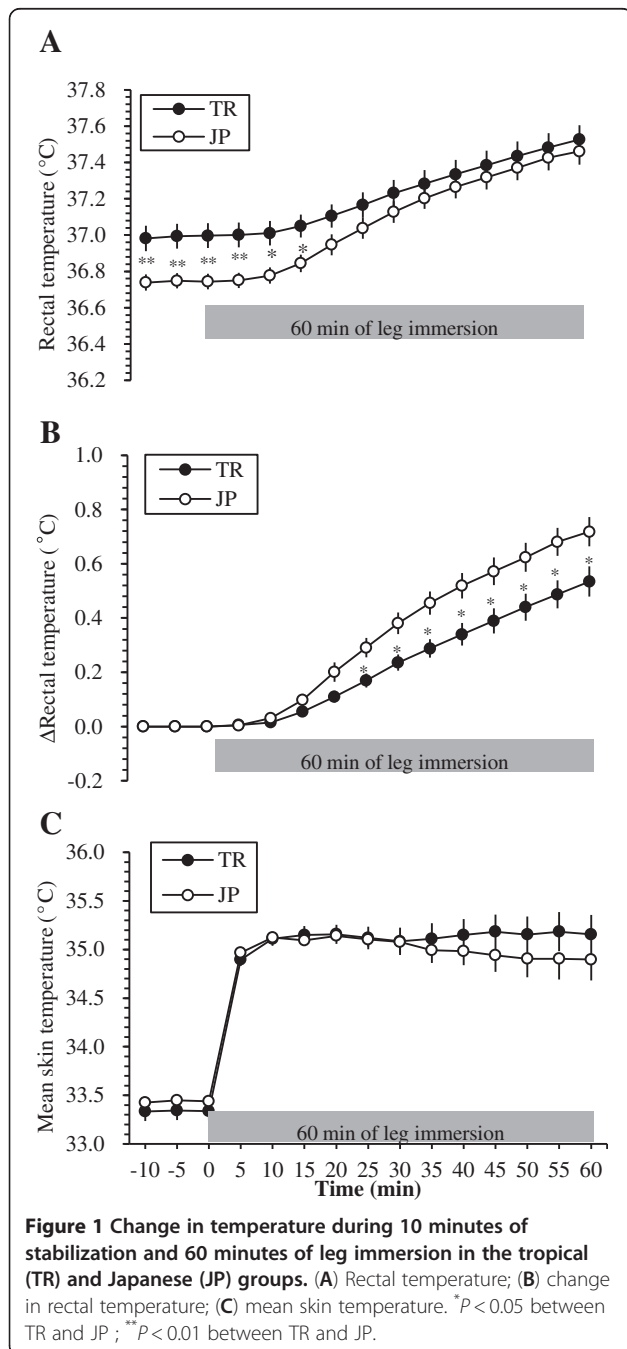 A
37.8
TR
37.6
JP
37.4
37.2
37.0
36.8
** ** ** ** * *
36.6
36.4
60 min of leg immersion
36.2
Rectal temperature (°C)
B
1.0
TR
0.8
JP
0.6
0.4
* * * * * * * *
0.2
0.0
-0.2
60 min of leg immersion
ΔRectal temperature (°C)
C
36.0
TR
35.5
JP
35.0
34.5
34.0
33.5
33.0
60 min of leg immersion
Mean skin temperature (°C)
-10 -5 0 5 10 15 20 25 30 35 40 45 50 55 60
Time (min)
Figure 1 Change in temperature during 10 minutes of
stabilization and 60 minutes of leg immersion in the tropical
(TR) and Japanese (JP) groups. (A) Rectal temperature; (B) change
in rectal temperature; (C) mean skin temperature. *P < 0.05 between
TR and JP ; **P < 0.01 between TR and JP.